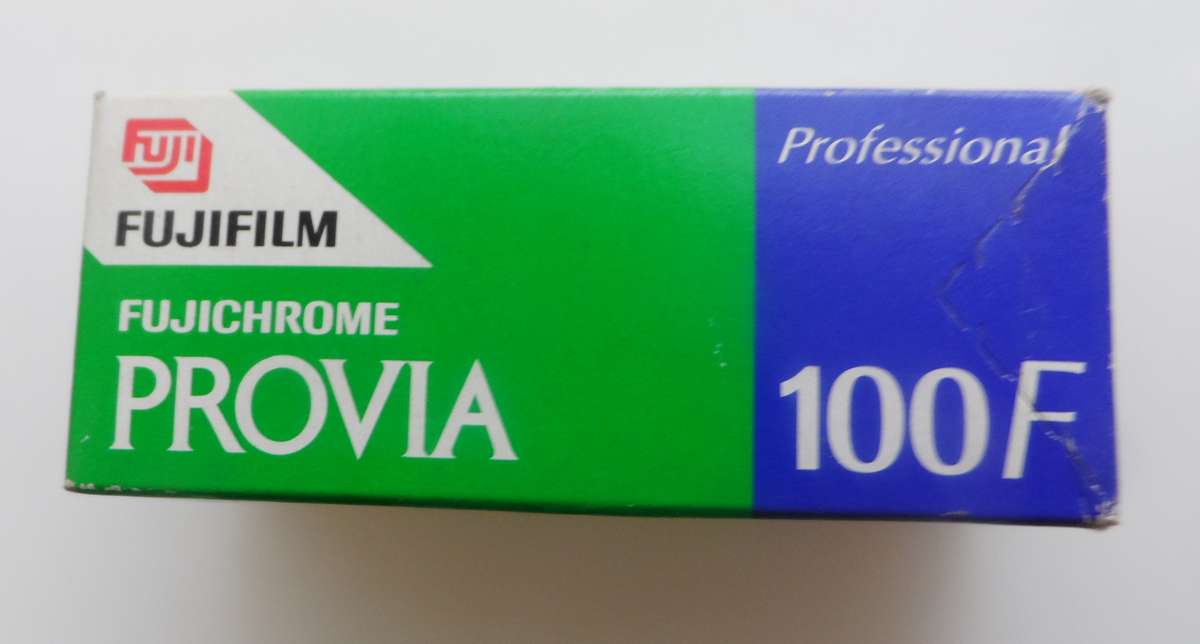 FUJI
FUJIFILM
Professional
FUJICHROME
PROVIA
100F